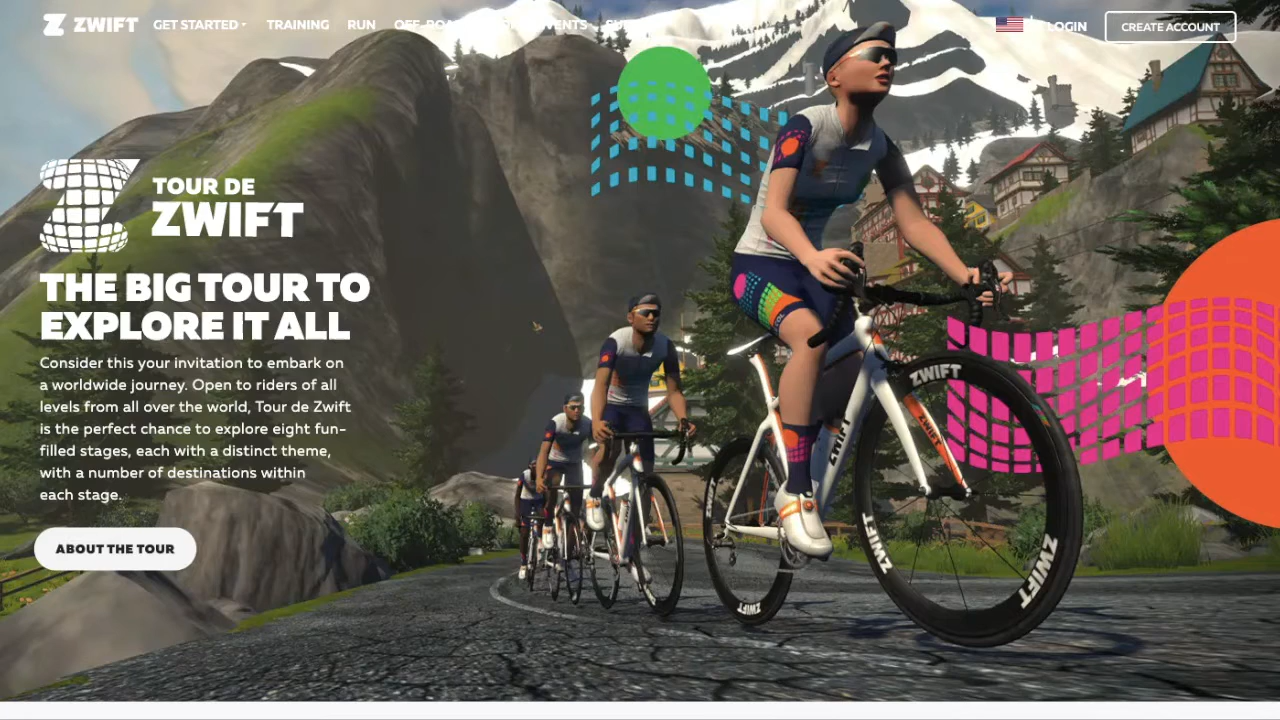 ZWIFT GET STARTED TRAINING RUN LOGIN CREATE ACCOUNT
TOUR DE
ZWIFT
THE BIG TOUR TO
EXPLORE IT ALL
Consider this your invitation to embark on
a worldwide journey. Open to riders of all
levels from all over the world, Tour de Zwift
is the perfect chance to explore eight fun-
filled stages, each with a distinct theme,
with a number of destinations within
each stage.
ABOUT THE TOUR
ZWIFT
ZWIFT
ZWIFT
ZWIFT
ZWIFT
ZWIFT